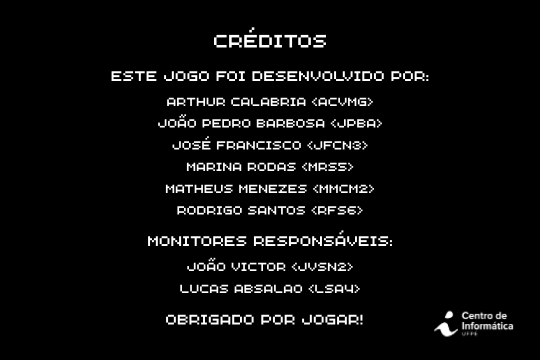 CRÉDITOS
ESTE JOGO FOI DESENVOLVIDO POR:
ARTHUR CALABRIA <ACVMG>
JOÃO PEDRO BARBOSA <JPBA>
JOSÉ FRANCISCO <JFCN3>
MARINA RODAS <MRS5>
MATHEUS MENEZES <MMCM2>
RODRIGO SANTOS <RFS6>
MONITORES RESPONSÁVEIS:
JOÃO VICTOR <JVSN2>
LUCAS ABSALAO <LSA4>
OBRIGADO POR JOGAR!
Centro de
Informática
UFPE